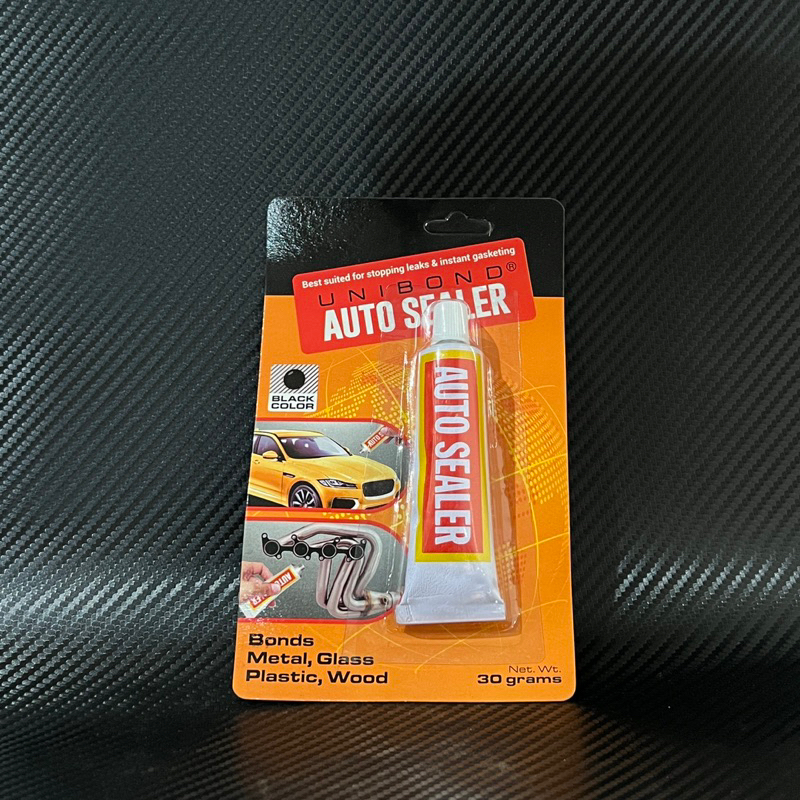 Best suited for stopping leaks & instant gasketing
UNIBOND®
AUTO SEALER
BLACK
COLOR
AUTO SEALER
Bonds
Metal, Glass
Plastic, Wood
Net. Wt.
30 grams